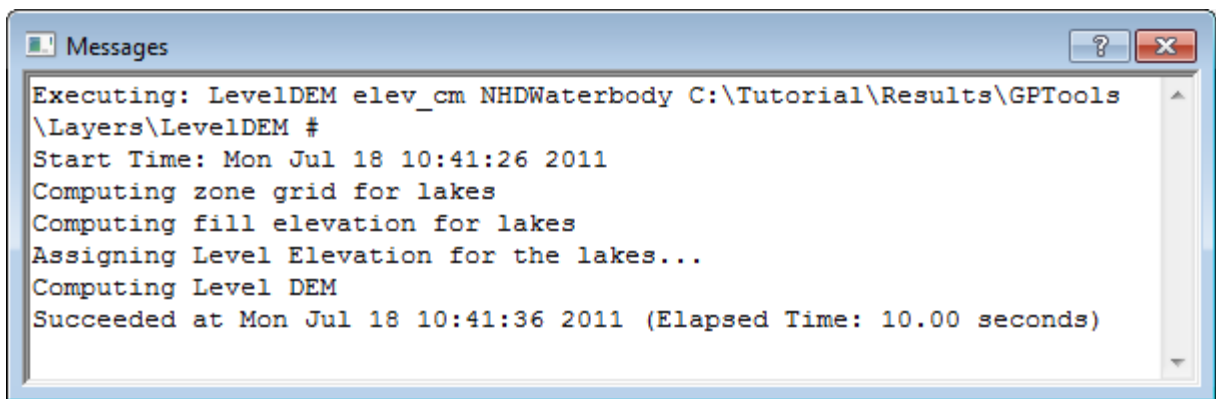 Messages
Executing: LevelDEM elev_cm NHDWaterbody C:\Tutorial\Results\GPTools
\Layers\LevelDEM #
Start Time: Mon Jul 18 10:41:26 2011
Computing zone grid for lakes
Computing fill elevation for lakes
Assigning Level Elevation for the lakes...
Computing Level DEM
Succeeded at Mon Jul 18 10:41:36 2011 (Elapsed Time: 10.00 seconds)